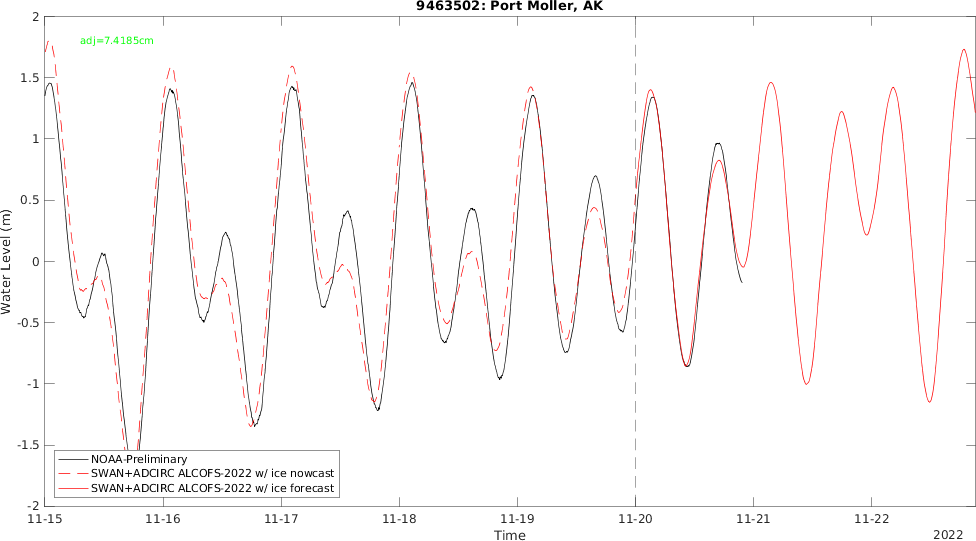 9463502: Port Moller, AK
adj=7.4185cm
Water Level (m)
2
1.5
1
0.5
0
-0.5
-1
-1.5
-2
NOAA-Preliminary
SWAN+ADCIRC ALCOFS-2022 w/ ice nowcast
SWAN+ADCIRC ALCOFS-2022 w/ ice forecast
11-15 11-16 11-17 11-18 11-19 11-20 11-21 11-22
Time
2022